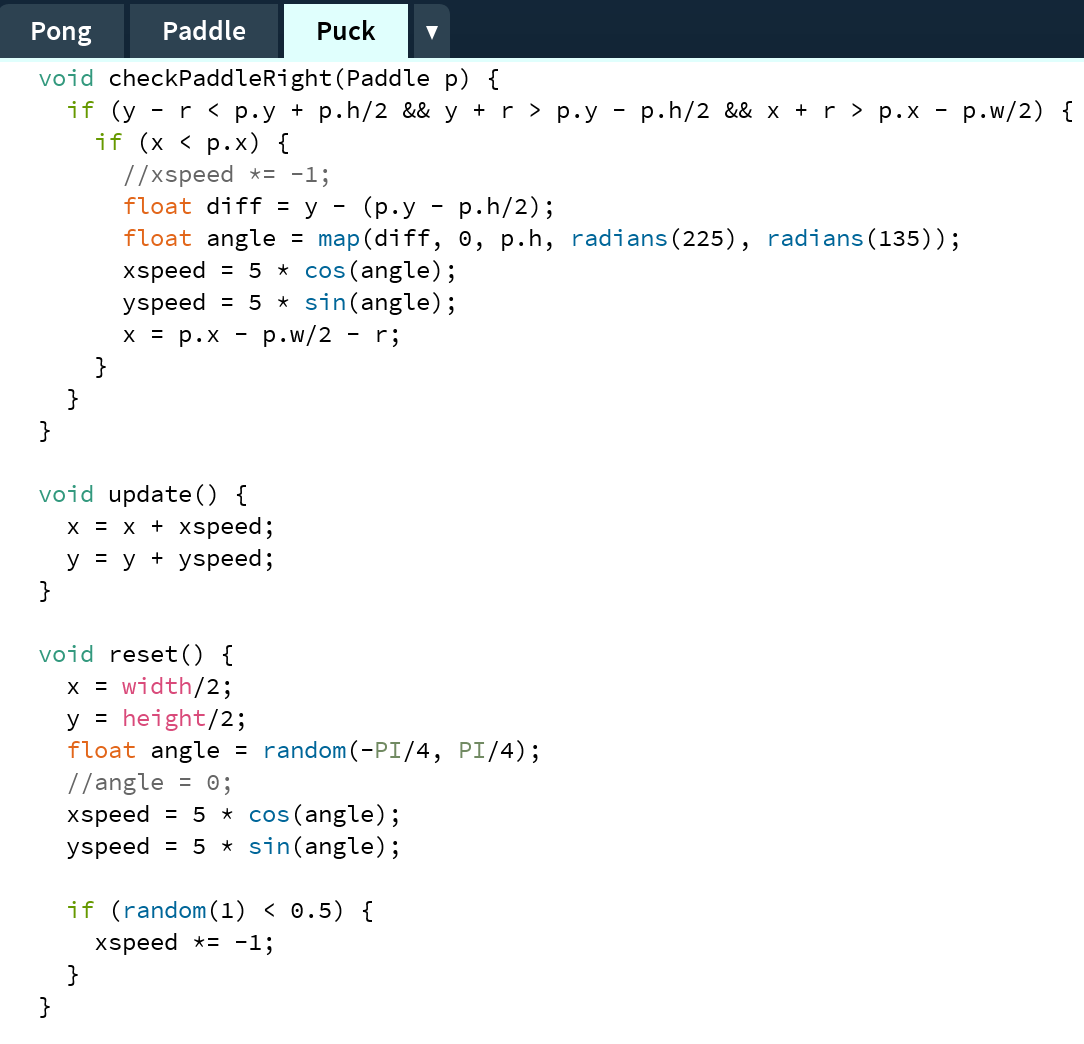 Pong Paddle Puck ▼
void checkPaddleRight(Paddle p) {
  if (y - r < p.y + p.h/2 && y + r > p.y - p.h/2 && x + r > p.x - p.w/2) {
    if (x < p.x) {
      //xspeed *= -1;
      float diff = y - (p.y - p.h/2);
      float angle = map(diff, 0, p.h, radians(225), radians(135));
      xspeed = 5 * cos(angle);
      yspeed = 5 * sin(angle);
      x = p.x - p.w/2 - r;
    }
  }
}

void update() {
  x = x + xspeed;
  y = y + yspeed;
}

void reset() {
  x = width/2;
  y = height/2;
  float angle = random(-PI/4, PI/4);
  //angle = 0;
  xspeed = 5 * cos(angle);
  yspeed = 5 * sin(angle);

  if (random(1) < 0.5) {
    xspeed *= -1;
  }
}